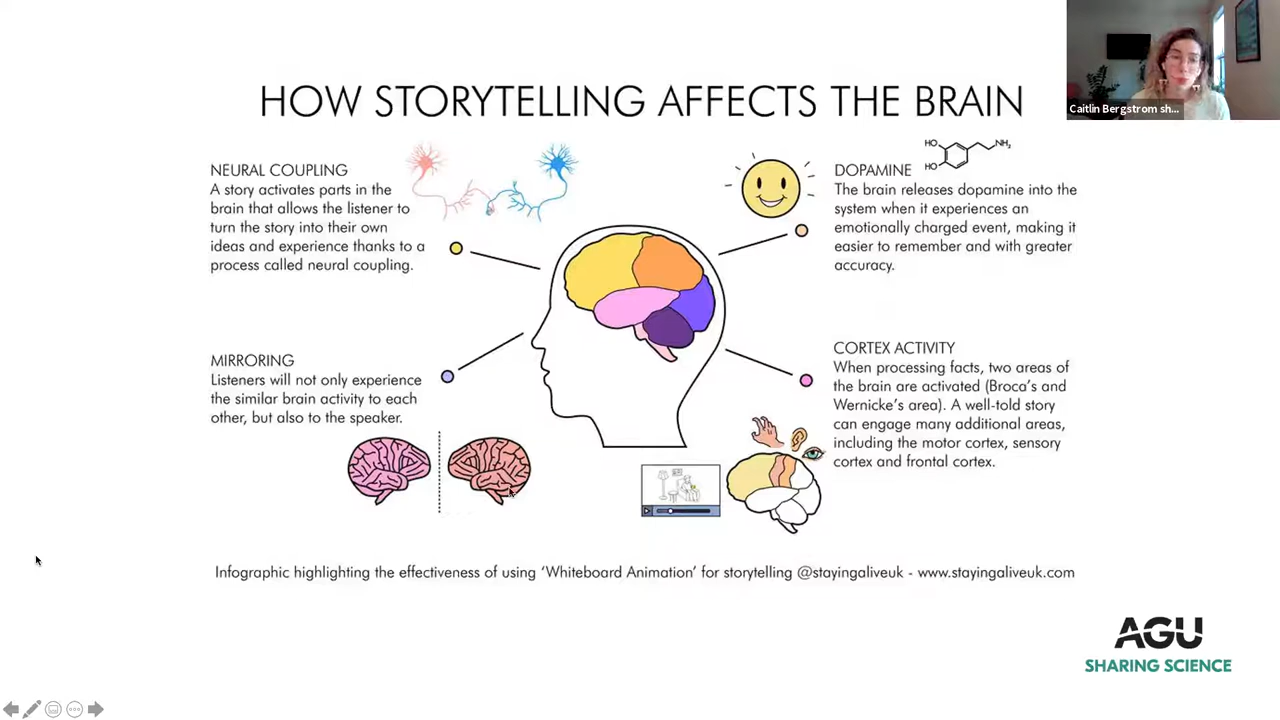 HOW STORYTELLING AFFECTS THE BRAIN
NEURAL COUPLING
A story activates parts in the
brain that allows the listener to
turn the story into their own
ideas and experience thanks to a
process called neural coupling.
MIRRORING
Listeners will not only experience
the similar brain activity to each
other, but also to the speaker.
DOPAMINE
HO
HO
NH₂
The brain releases dopamine into the
system when it experiences an
emotionally charged event, making it
easier to remember and with greater
accuracy.
CORTEX ACTIVITY
When processing facts, two areas of
the brain are activated (Broca's and
Wernicke's area). A well-told story
can engage many additional areas,
including the motor cortex, sensory
cortex and frontal cortex.
Infographic highlighting the effectiveness of using 'Whiteboard Animation' for storytelling @stayingaliveuk - www.stayingaliveuk.com
AGU
SHARING SCIENCE
Caitlin Bergstrom sh...